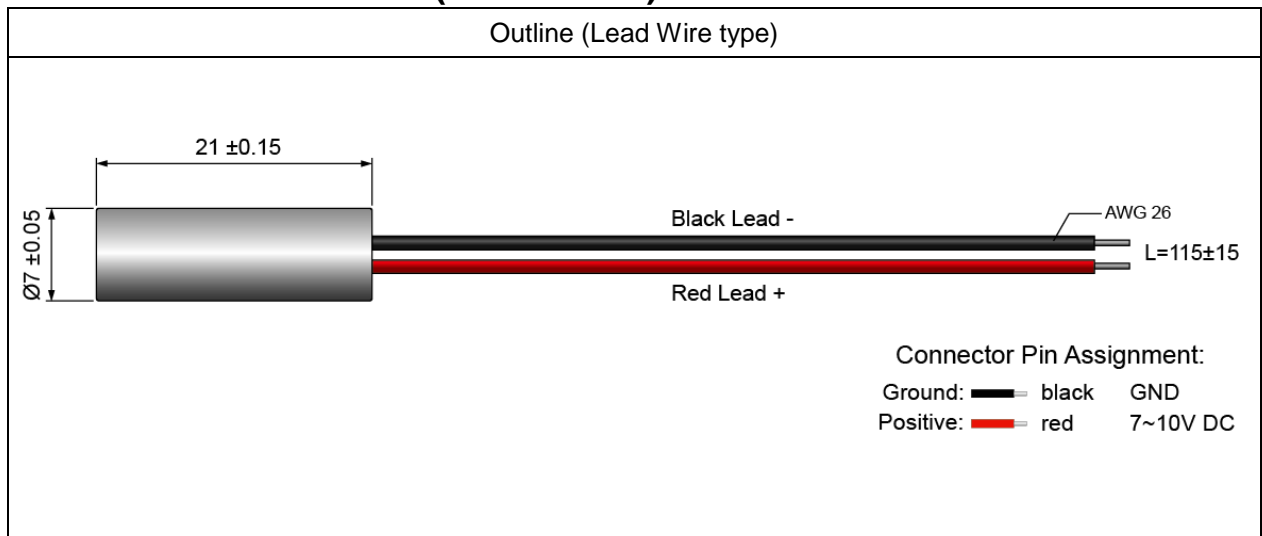 Outline (Lead Wire type)
21 ±0.15
Ø7 ±0.05
Black Lead -
AWG 26
L=115±15
Red Lead +
Connector Pin Assignment:
Ground: black GND
Positive: red 7~10V DC